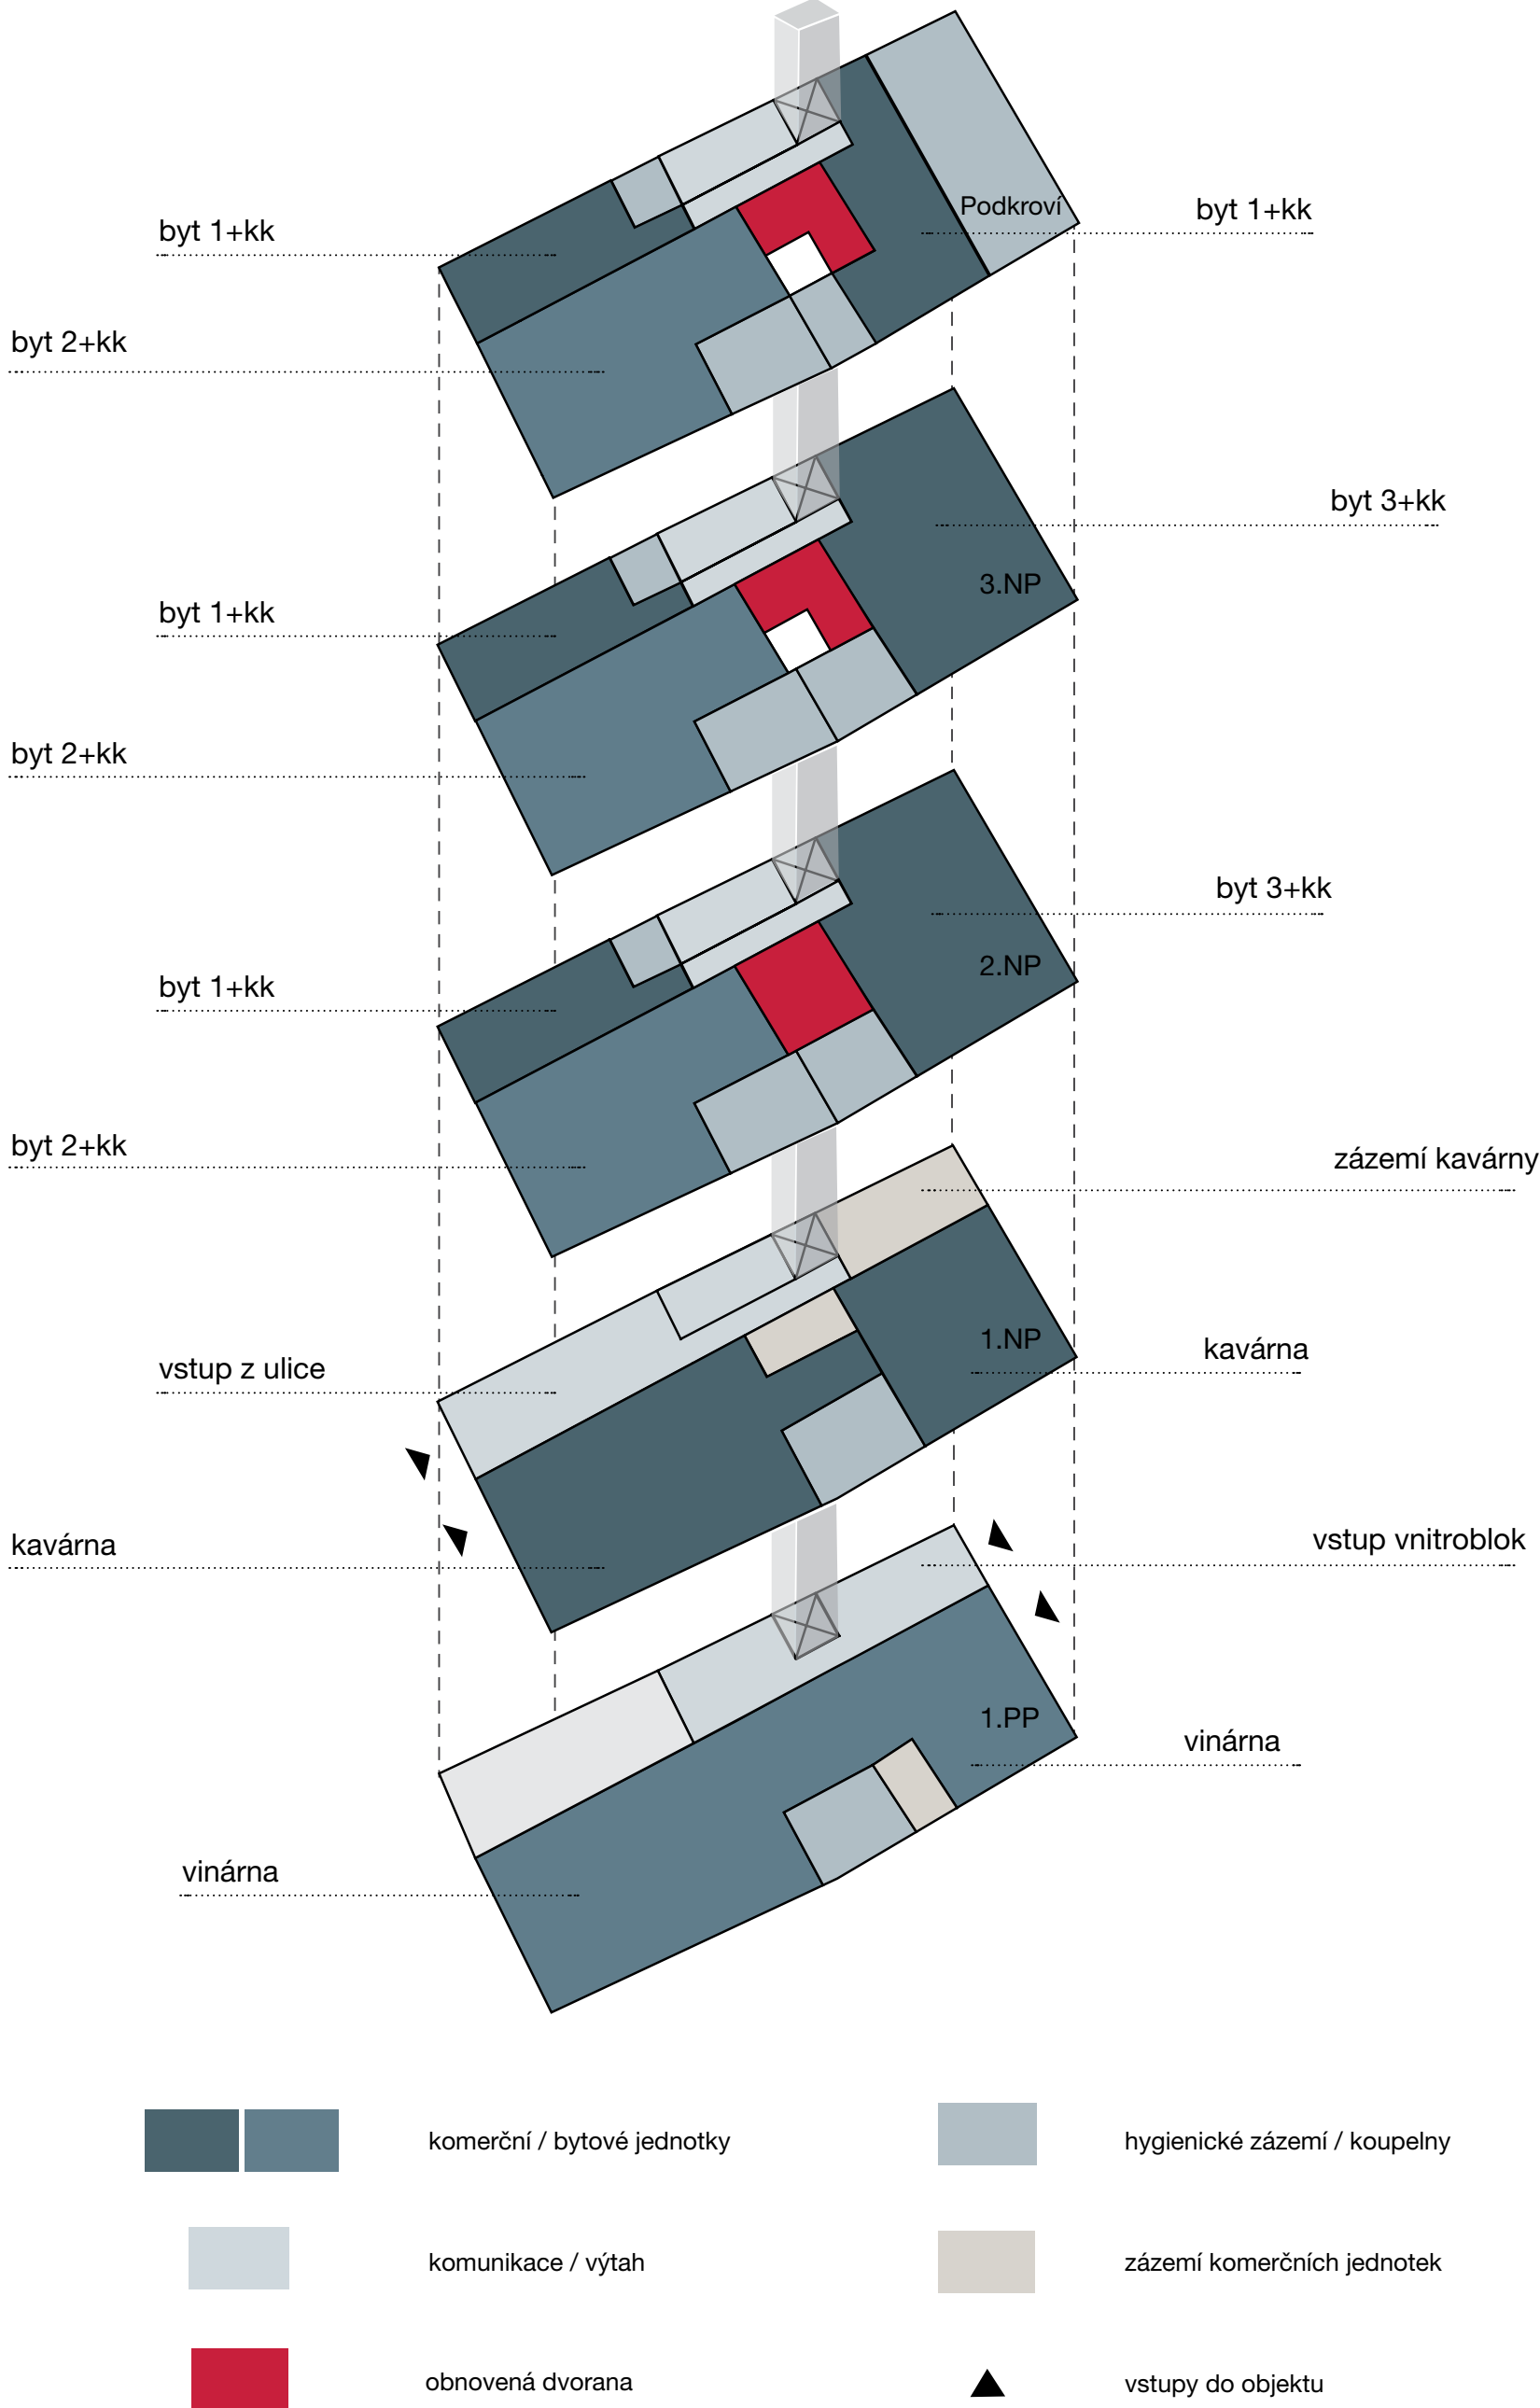 Podkroví
byt 1+kk
byt 1+kk
byt 2+kk
byt 3+kk
3.NP
byt 1+kk
byt 2+kk
byt 3+kk
2.NP
byt 1+kk
byt 2+kk
zázemí kavárny
1.NP
kavárna
vstup z ulice
kavárna
vstup vnitroblok
1.PP
vinárna
vinárna
komerční / bytové jednotky
hygienické zázemí / koupelny
komunikace / výtah
zázemí komerčních jednotek
obnovená dvorana
vstupy do objektu